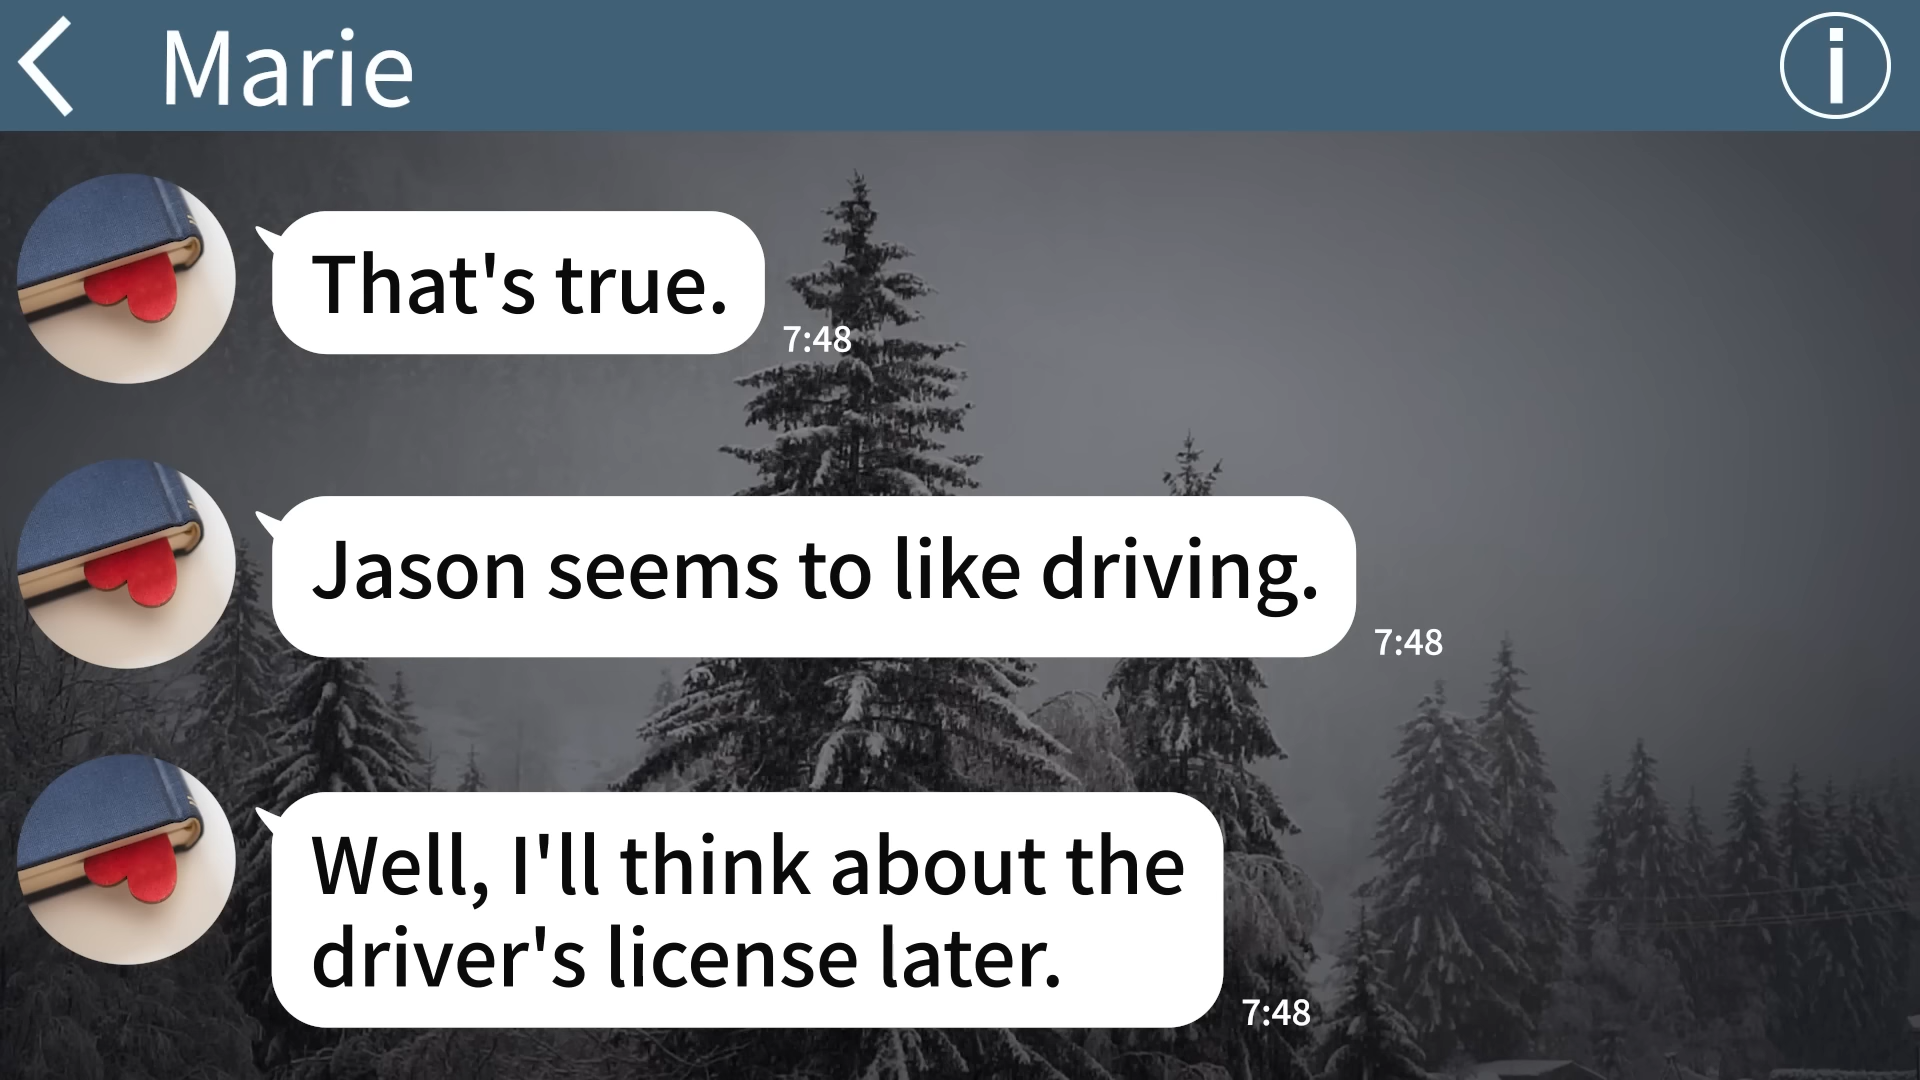 Marie
That's true.
7:48
Jason seems to like driving.
7:48
Well, I'll think about the
driver's license later.
7:48